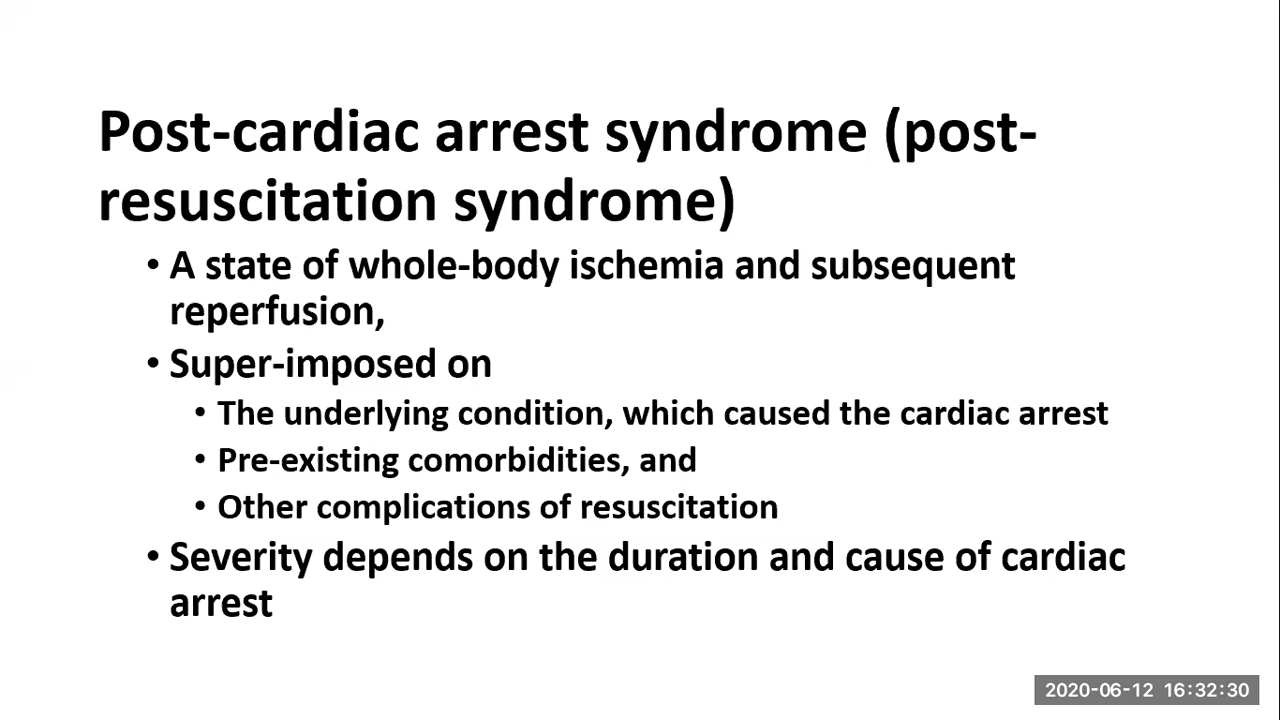 Post-cardiac arrest syndrome (post-
resuscitation syndrome)
• A state of whole-body ischemia and subsequent
reperfusion,
• Super-imposed on
• The underlying condition, which caused the cardiac arrest
• Pre-existing comorbidities, and
• Other complications of resuscitation
• Severity depends on the duration and cause of cardiac
arrest
2020-06-12 16:32:30